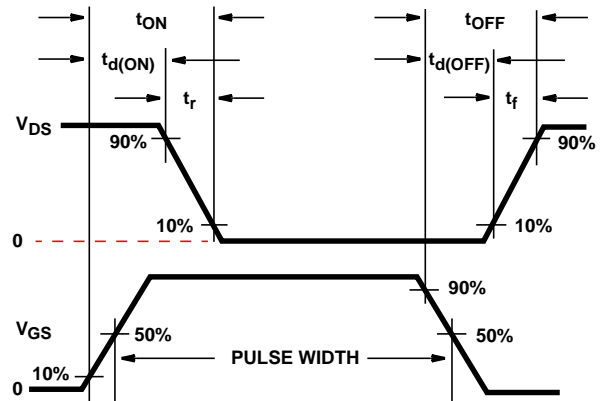 tON tOFF
td(ON) td(OFF)
tr tf
VDS
90% 90%
10% 10%
0
90%
VGS 50% 50%
PULSE WIDTH
10%
0